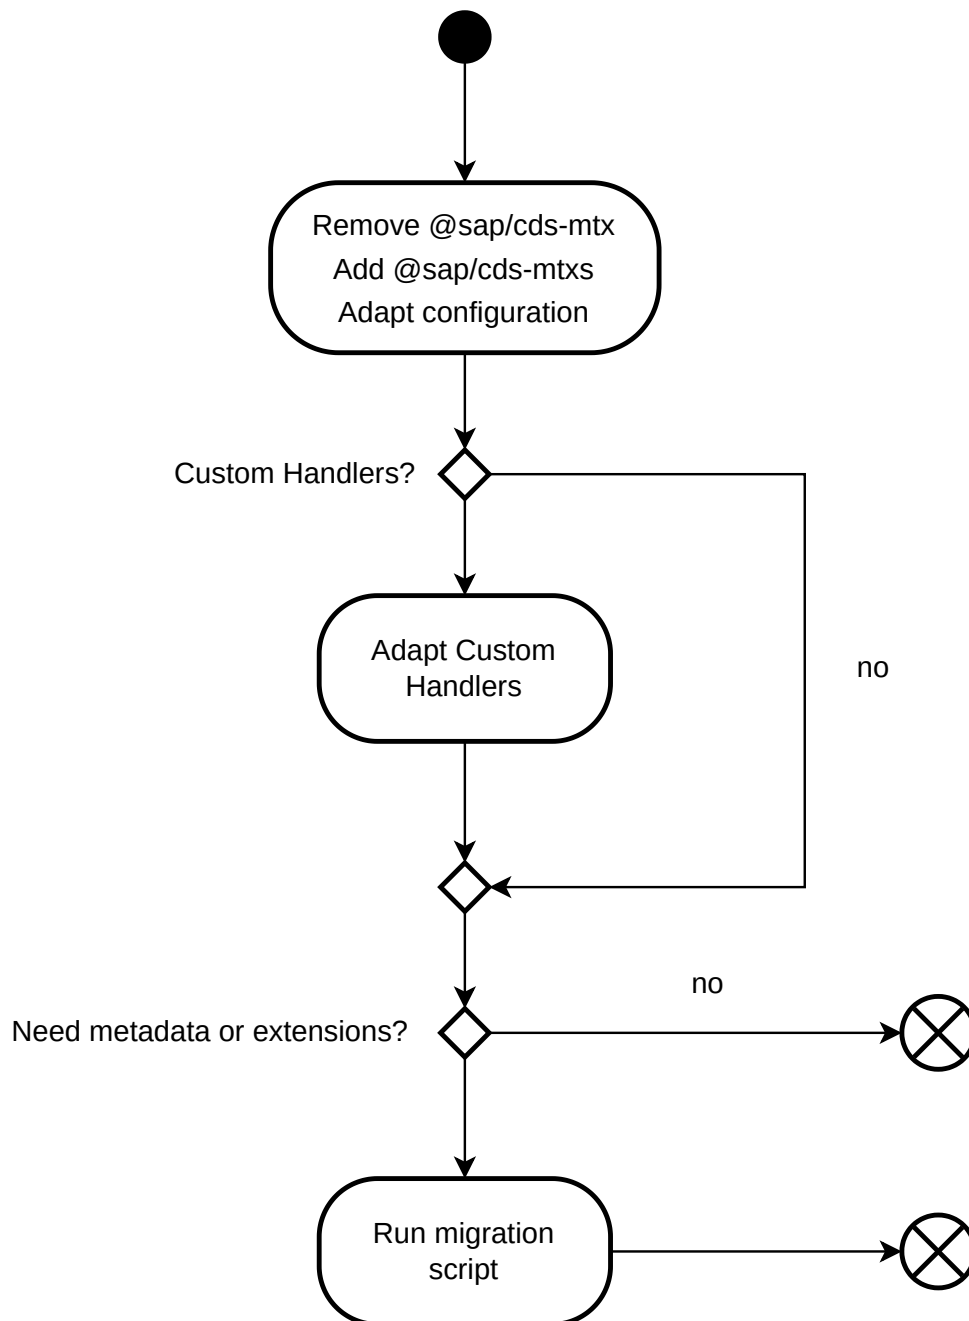 Remove @sap/cds-mtx
Add @sap/cds-mtxs
Adapt configuration
Custom Handlers?
Adapt Custom
Handlers
no
no
Need metadata or extensions?
Run migration
script